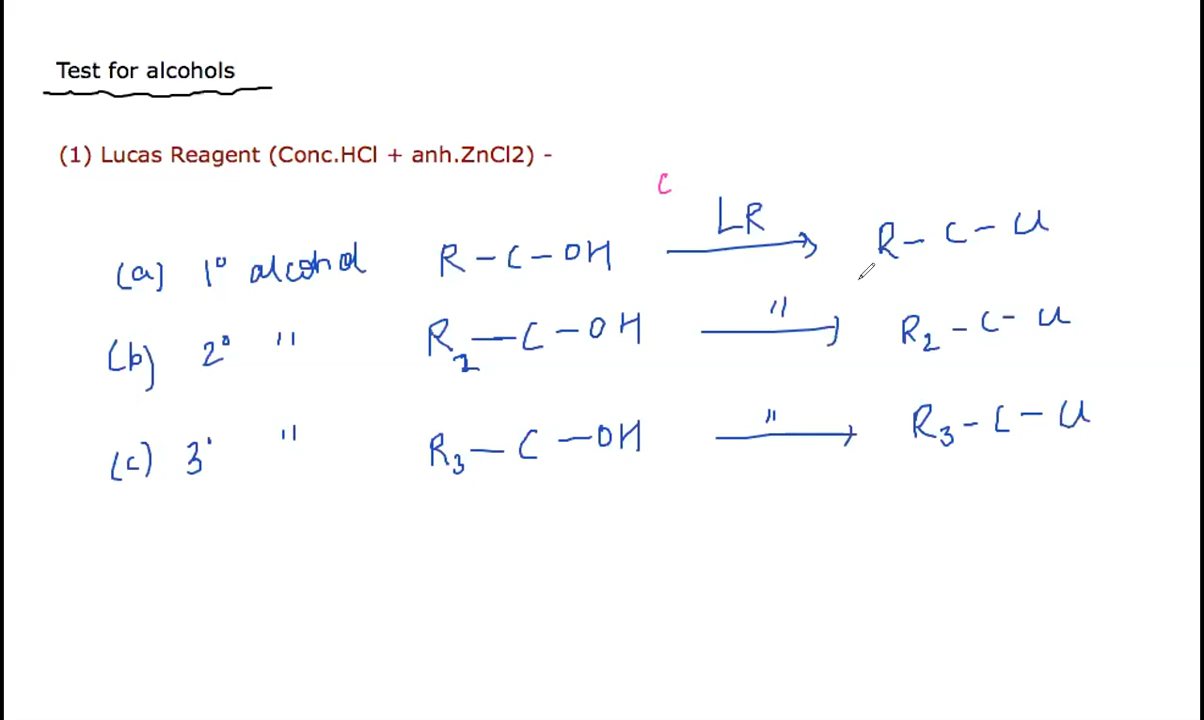 Test for alcohols
(1) Lucas Reagent (Conc.HCl + anh.ZnCl2) -
C
(a) 1° alcohol R - C - OH LR → R - C - Cl
(b) 2° " R2 - C - OH " → R2 - C - Cl
(c) 3° " R3 - C - OH " → R3 - C - Cl